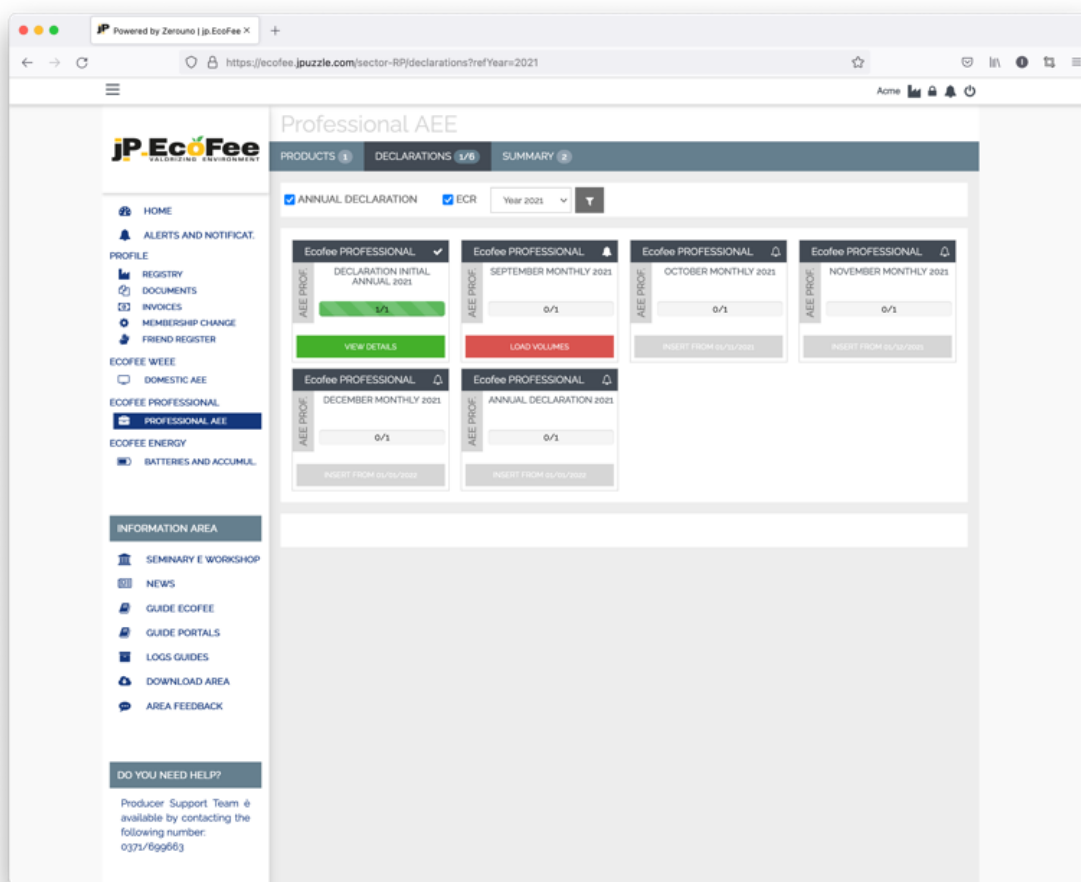 jP Powered by Zerouno | jp.EcoFee × +
https://ecofee.jpuzzle.com/sector-RP/declarations?refYear=2021
Acme
jP.EcoFee
VALORIZING ENVIRONMENT
HOME
ALERTS AND NOTIFICAT.
PROFILE
REGISTRY
DOCUMENTS
INVOICES
MEMBERSHIP CHANGE
FRIEND REGISTER
ECOFEE WEEE
DOMESTIC AEE
ECOFEE PROFESSIONAL
PROFESSIONAL AEE
ECOFEE ENERGY
BATTERIES AND ACCUMUL.
INFORMATION AREA
SEMINARY E WORKSHOP
NEWS
GUIDE ECOFEE
GUIDE PORTALS
LOGS GUIDES
DOWNLOAD AREA
AREA FEEDBACK
DO YOU NEED HELP?
Producer Support Team è
available by contacting the
following number:
0371/699663
Professional AEE
PRODUCTS 1 DECLARATIONS 1/6 SUMMARY 2
ANNUAL DECLARATION ECR Year 2021
Ecofee PROFESSIONAL
AEE PROF.
DECLARATION INITIAL
ANNUAL 2021
1/1
VIEW DETAILS
Ecofee PROFESSIONAL
AEE PROF.
SEPTEMBER MONTHLY 2021
0/1
LOAD VOLUMES
Ecofee PROFESSIONAL
AEE PROF.
OCTOBER MONTHLY 2021
0/1
INSERT FROM 01/11/2021
Ecofee PROFESSIONAL
AEE PROF.
NOVEMBER MONTHLY 2021
0/1
INSERT FROM 01/12/2021
Ecofee PROFESSIONAL
AEE PROF.
DECEMBER MONTHLY 2021
0/1
INSERT FROM 01/01/2022
Ecofee PROFESSIONAL
AEE PROF.
ANNUAL DECLARATION 2021
0/1
INSERT FROM 01/01/2022